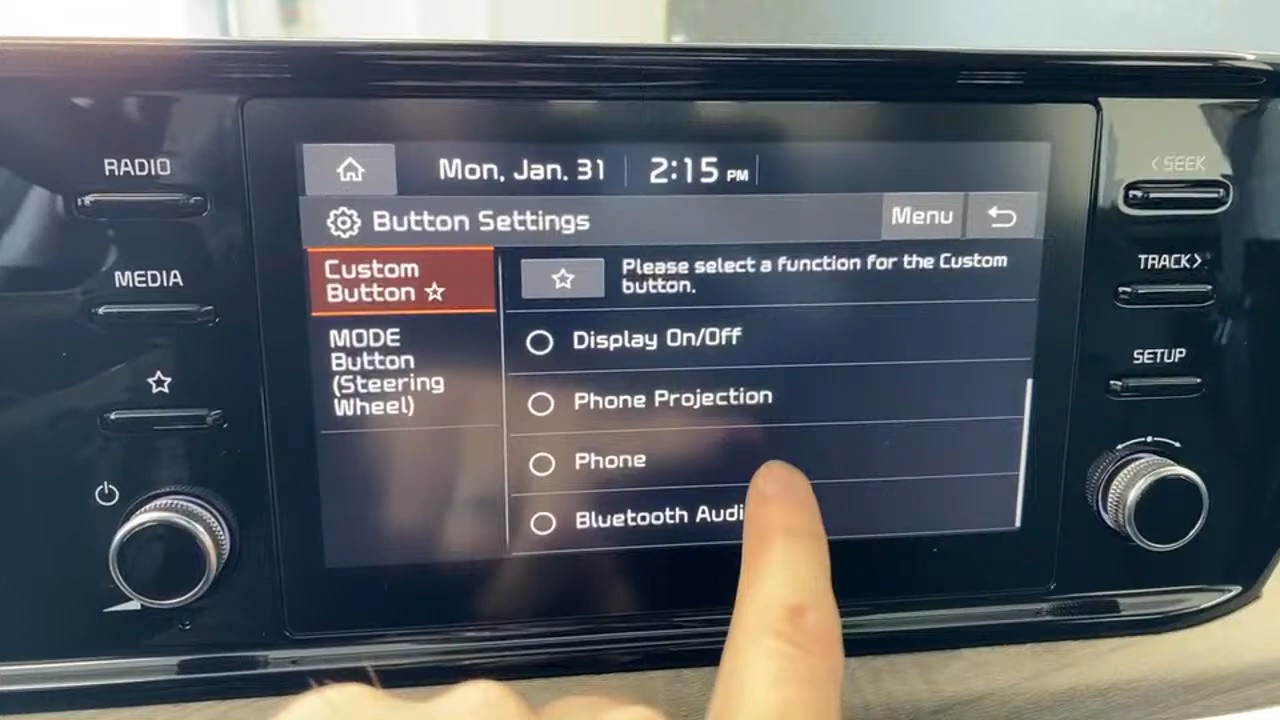 RADIO
MEDIA
Mon, Jan. 31
2:15 PM
Button Settings
Menu
Custom
Button ☆
MODE
Button
(Steering
Wheel)
Please select a function for the Custom
button.
Display On/Off
Phone Projection
Phone
Bluetooth Audi
< SEEK
TRACK >
SETUP